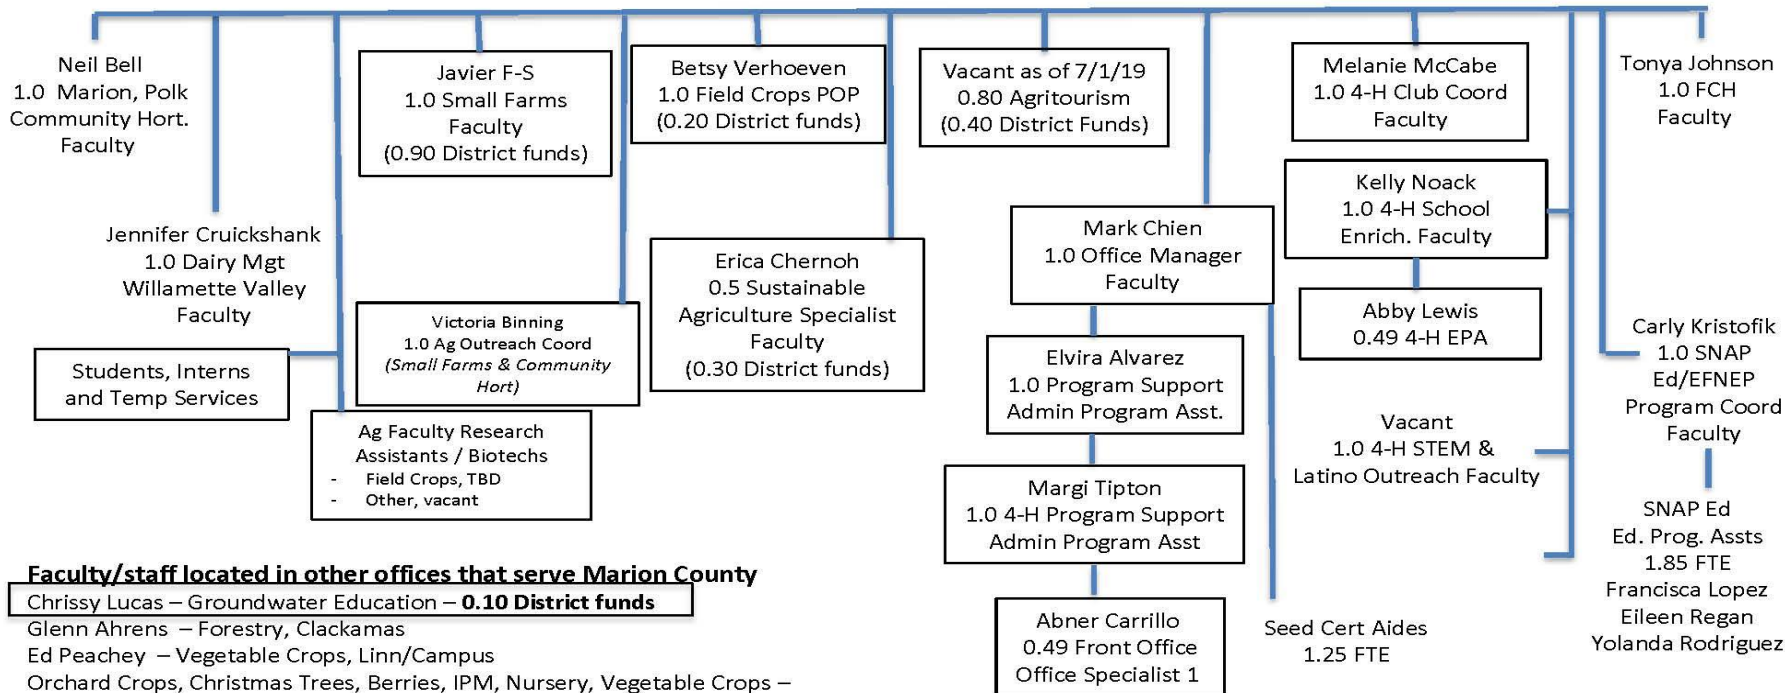 Neil Bell
1.0 Marion, Polk
Community Hort.
Faculty
Javier F-S
1.0 Small Farms
Faculty
(0.90 District funds)
Betsy Verhoeven
1.0 Field Crops POP
(0.20 District funds)
Vacant as of 7/1/19
0.80 Agritourism
(0.40 District Funds)
Melanie McCabe
1.0 4-H Club Coord
Faculty
Tonya Johnson
1.0 FCH
Faculty
Jennifer Cruickshank
1.0 Dairy Mgt
Willamette Valley
Faculty
Erica Chernoh
0.5 Sustainable
Agriculture Specialist
Faculty
(0.30 District funds)
Mark Chien
1.0 Office Manager
Faculty
Kelly Noack
1.0 4-H School
Enrich. Faculty
Abby Lewis
0.49 4-H EPA
Victoria Binning
1.0 Ag Outreach Coord
(Small Farms & Community
Hort)
Students, Interns
and Temp Services
Ag Faculty Research
Assistants / Biotechs
- Field Crops, TBD
- Other, vacant
Elvira Alvarez
1.0 Program Support
Admin Program Asst.
Margi Tipton
1.0 4-H Program Support
Admin Program Asst
Abner Carrillo
0.49 Front Office
Office Specialist 1
Seed Cert Aides
1.25 FTE
Vacant
1.0 4-H STEM &
Latino Outreach Faculty
Carly Kristofik
1.0 SNAP
Ed/EFNEP
Program Coord
Faculty
SNAP Ed
Ed. Prog. Assts
1.85 FTE
Francisca Lopez
Eileen Regan
Yolanda Rodriguez
Faculty/staff located in other offices that serve Marion County
Chrissy Lucas – Groundwater Education – 0.10 District funds
Glenn Ahrens – Forestry, Clackamas
Ed Peachey – Vegetable Crops, Linn/Campus
Orchard Crops, Christmas Trees, Berries, IPM, Nursery, Vegetable Crops –